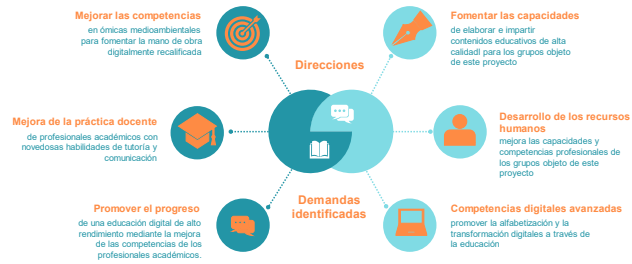 Mejorar las competencias
en ómicas medioambientales
para fomentar la mano de obra
digitalmente recalificada
Mejora de la práctica docente
de profesionales académicos con
novedosas habilidades de tutoría y
comunicación
Promover el progreso
de una educación digital de alto
rendimiento mediante la mejora
de las competencias de los
profesionales académicos.
Direcciones
Demandas
identificadas
Fomentar las capacidades
de elaborar e impartir
contenidos educativos de alta
calidadl para los grupos objeto
de este proyecto
Desarrollo de los recursos
humanos
mejora las capacidades y
competencias profesionales de
los grupos objeto de este
proyecto
Competencias digitales avanzadas
promover la alfabetización y la
transformación digitales a través de
la educación